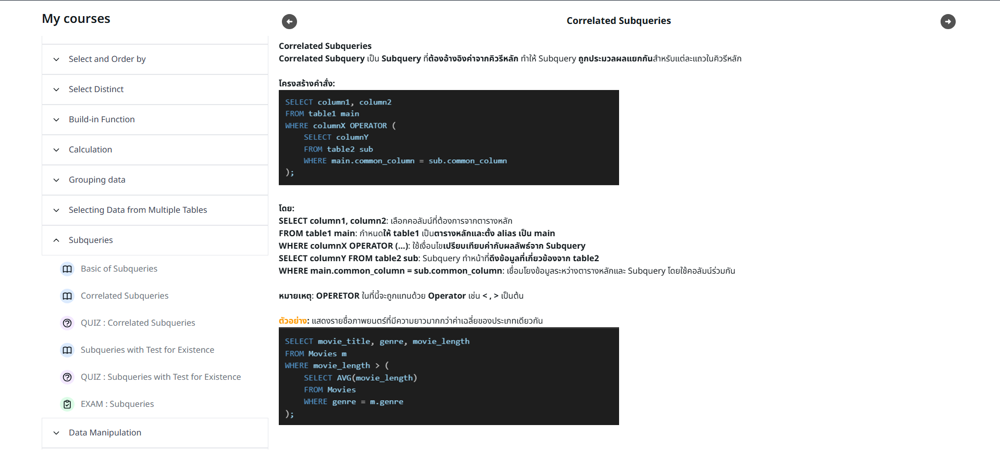 My courses
Select and Order by
Select Distinct
Build-in Function
Calculation
Grouping data
Selecting Data from Multiple Tables
Subqueries
Basic of Subqueries
Correlated Subqueries
QUIZ : Correlated Subqueries
Subqueries with Test for Existence
QUIZ : Subqueries with Test for Existence
EXAM : Subqueries
Data Manipulation
Correlated Subqueries
Correlated Subqueries
Correlated Subquery เป็น Subquery ที่ต้องอ้างอิงค่าจากคิวรีหลัก ทำให้ Subquery ถูกประมวลผลแยกกันสำหรับแต่ละแถวในคิวรีหลัก
โครงสร้างคำสั่ง:
SELECT column1, column2
FROM table1 main
WHERE columnX OPERATOR (
    SELECT columnY
    FROM table2 sub
    WHERE main.common_column = sub.common_column
);
โดย:
SELECT column1, column2: เลือกคอลัมน์ที่ต้องการจากตารางหลัก
FROM table1 main: กำหนดให้ table1 เป็นตารางหลักและตั้ง alias เป็น main
WHERE columnX OPERATOR (...): ใช้เงื่อนไขเปรียบเทียบค่ากับผลลัพธ์จาก Subquery
SELECT columnY FROM table2 sub: Subquery ทำหน้าที่ดึงข้อมูลที่เกี่ยวข้องจาก table2
WHERE main.common_column = sub.common_column: เชื่อมโยงข้อมูลระหว่างตารางหลักและ Subquery โดยใช้คอลัมน์ร่วมกัน
หมายเหตุ: OPERETOR ในที่นี้จะถูกแทนด้วย Operator เช่น < , > เป็นต้น
ตัวอย่าง: แสดงรายชื่อภาพยนตร์ที่มีความยาวมากกว่าค่าเฉลี่ยของประเภทเดียวกัน
SELECT movie_title, genre, movie_length
FROM Movies m
WHERE movie_length > (
    SELECT AVG(movie_length)
    FROM Movies
    WHERE genre = m.genre
);